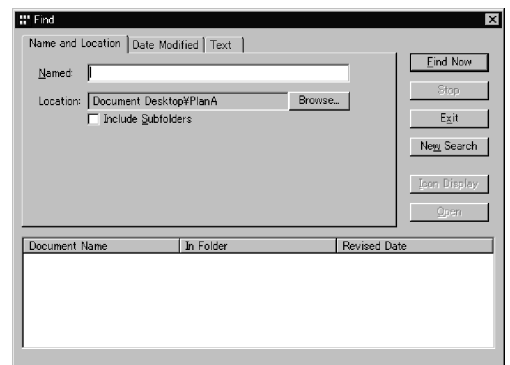 Find
Name and Location
Date Modified
Text
Named:
Location: Document Desktop¥PlanA
Browse...
Include Subfolders
Find Now
Stop
Exit
New Search
Icon Display
Open
Document Name In Folder Revised Date